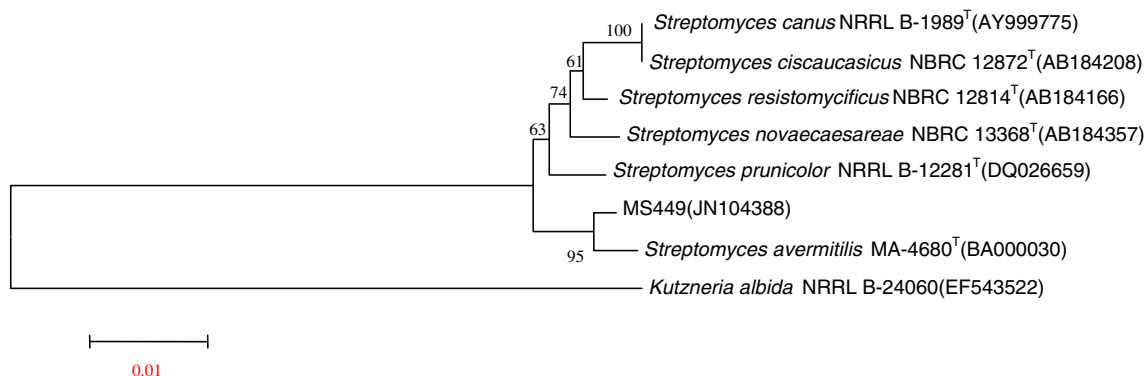 Streptomyces canus NRRL B-1989T(AY999775)
100
Streptomyces ciscaucasicus NBRC 12872T(AB184208)
61
Streptomyces resistomycificus NBRC 12814T(AB184166)
74
Streptomyces novaecaesareae NBRC 13368T(AB184357)
63
Streptomyces prunicolor NRRL B-12281T(DQ026659)
MS449(JN104388)
Streptomyces avermitilis MA-4680T(BA000030)
95
Kutzneria albida NRRL B-24060(EF543522)
0.01